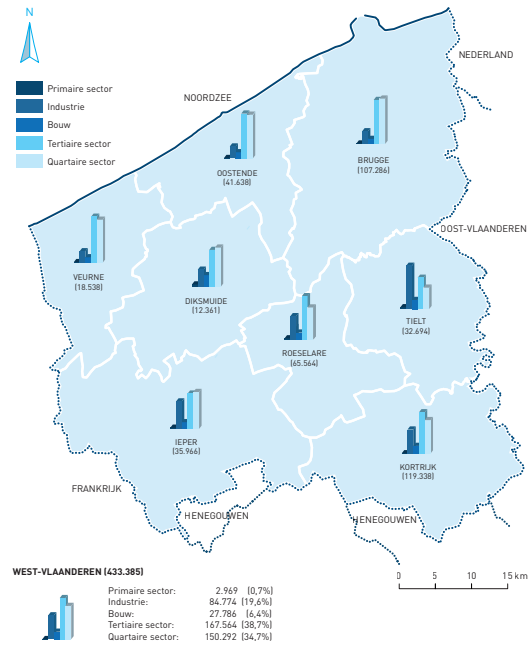 N
NEDERLAND
Primaire sector
Industrie
Bouw
Tertiaire sector
Quartaire sector
NOORDZEE
BRUGGE
(107.286)
OOSTENDE
(41.638)
OOST-VLAANDEREN
VEURNE
(18.538)
DIKSMUIDE
(12.361)
TIELT
(32.694)
ROESELARE
(65.564)
IEPER
(35.966)
KORTRIJK
(119.338)
FRANKRIJK
HENEGOUWEN
HENEGOUWEN
WEST-VLAANDEREN (433.385)
0 5 10 15 km
Primaire sector: 2.969 (0,7%)
Industrie: 84.774 (19,6%)
Bouw: 27.786 (6,4%)
Tertiaire sector: 167.564 (38,7%)
Quartaire sector: 150.292 (34,7%)